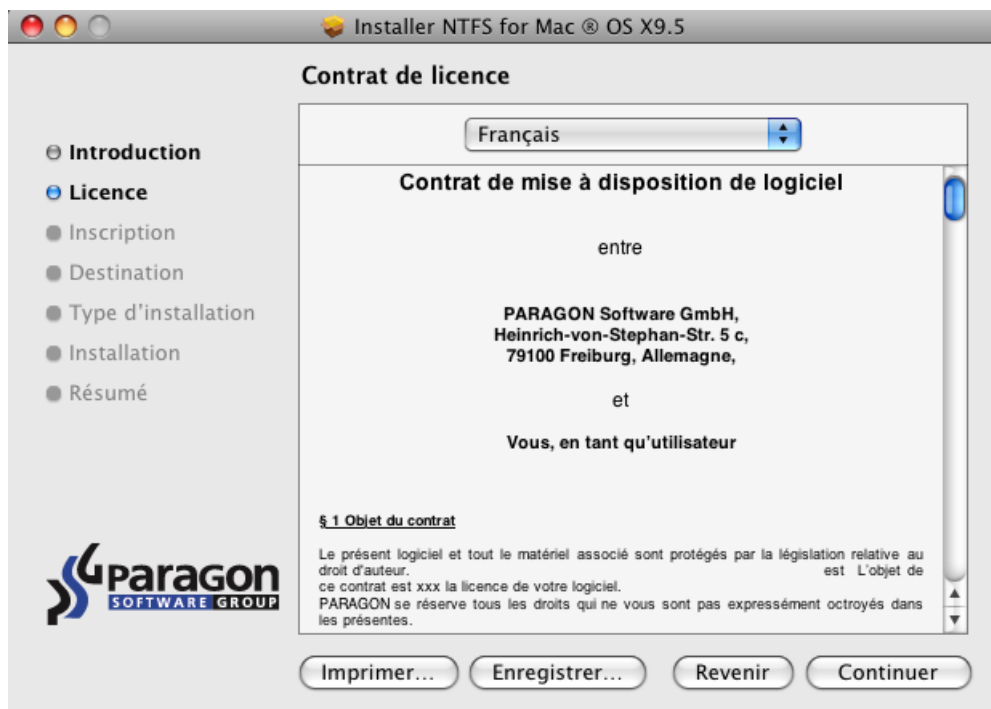 Installer NTFS for Mac ® OS X9.5
Contrat de licence
Introduction
Licence
Inscription
Destination
Type d'installation
Installation
Résumé
Français
Contrat de mise à disposition de logiciel
entre
PARAGON Software GmbH,
Heinrich-von-Stephan-Str. 5 c,
79100 Freiburg, Allemagne,
et
Vous, en tant qu'utilisateur
§ 1 Objet du contrat
Le présent logiciel et tout le matériel associé sont protégés par la législation relative au
droit d'auteur. est L'objet de
ce contrat est xxx la licence de votre logiciel.
PARAGON se réserve tous les droits qui ne vous sont pas expressément octroyés dans
les présentes.
Paragon
SOFTWARE GROUP
Imprimer... Enregistrer... Revenir Continuer